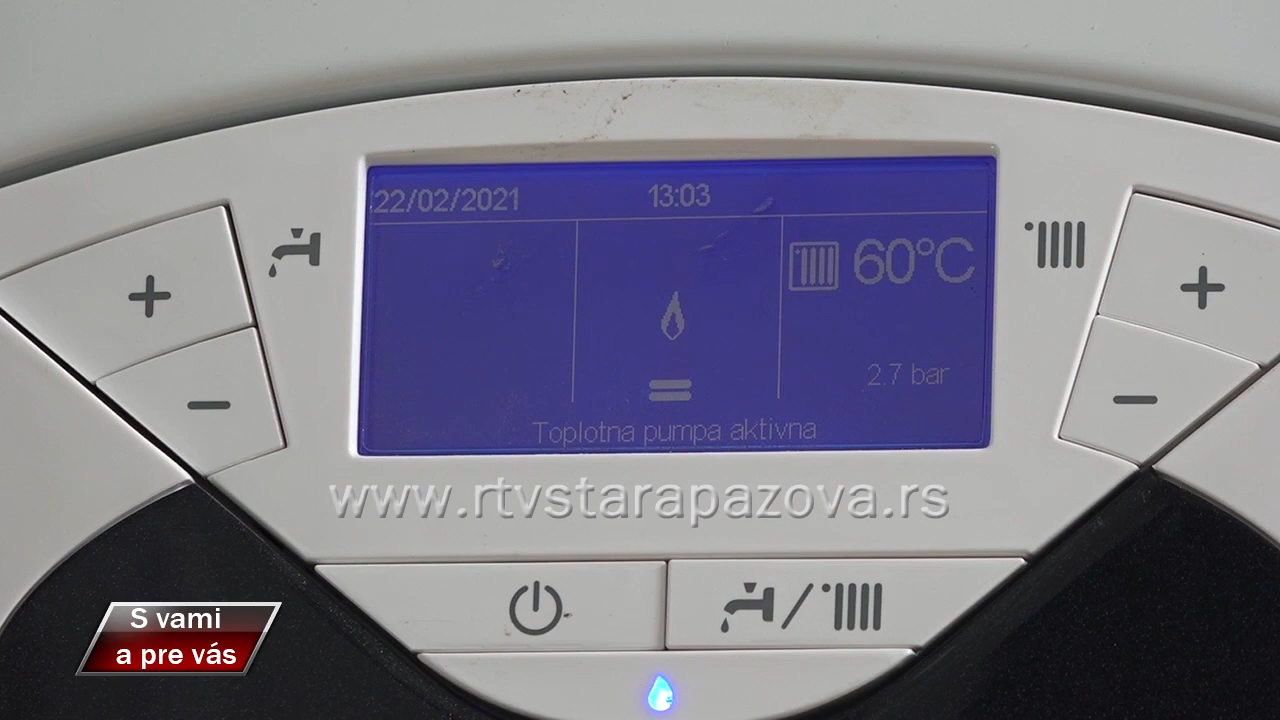 22/02/2021 13:03
60°C
2.7 bar
Toplotna pumpa aktivna
www.rtvstarapazova.rs
S vami
a pre vás